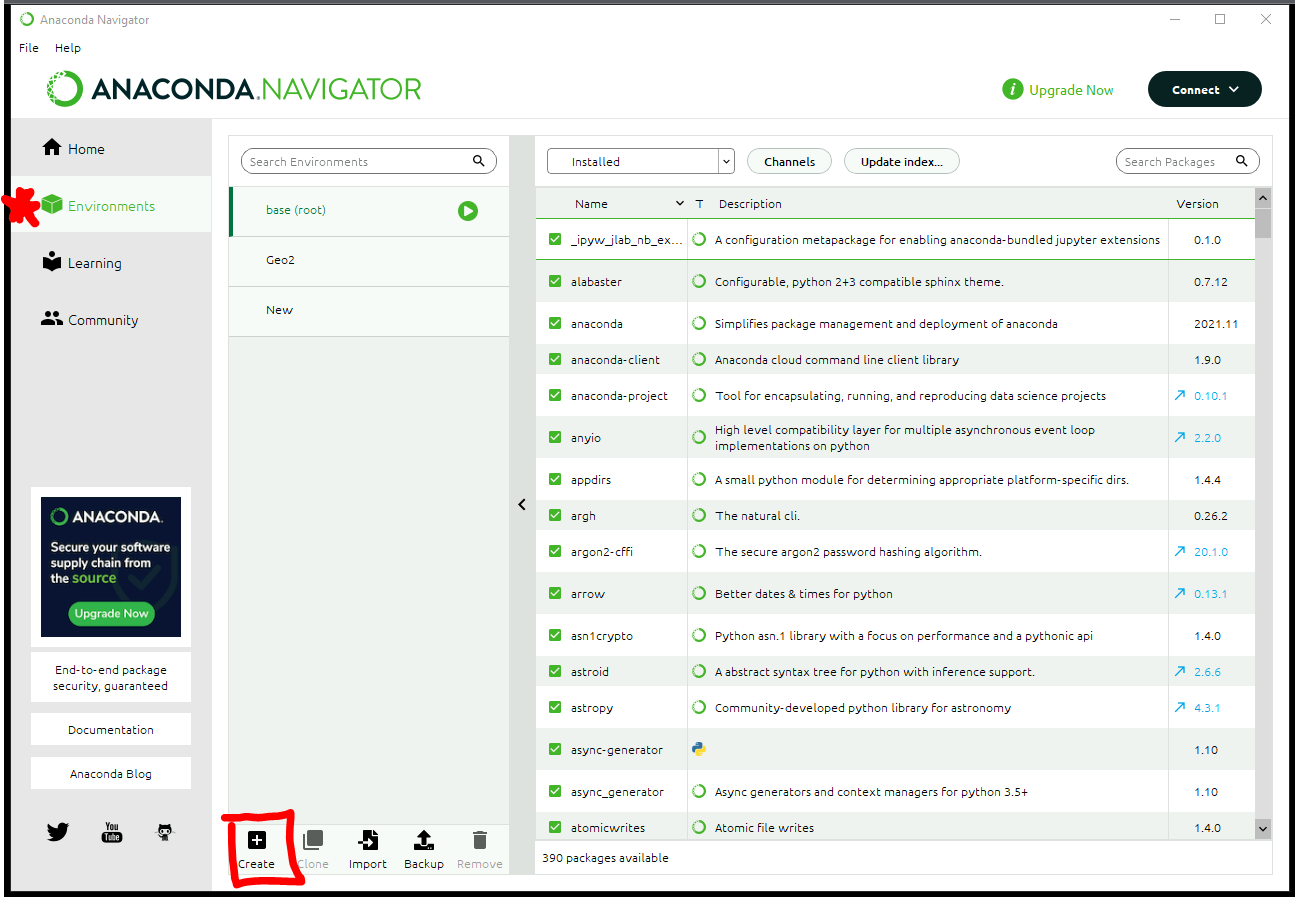 Anaconda Navigator
File Help
ANACONDA.NAVIGATOR
i Upgrade Now
Connect
Home
Environments
Learning
Community
ANACONDA.
Secure your software
supply chain from
the source
Upgrade Now
End-to-end package
security, guaranteed
Documentation
Anaconda Blog
You
Tube
Search Environments
base (root)
Geo2
New
Create Clone Import Backup Remove
Installed Channels Update index... Search Packages
Name T Description Version
_ipyw_jlab_nb_ex... A configuration metapackage for enabling anaconda-bundled jupyter extensions 0.1.0
alabaster Configurable, python 2+3 compatible sphinx theme. 0.7.12
anaconda Simplifies package management and deployment of anaconda 2021.11
anaconda-client Anaconda cloud command line client library 1.9.0
anaconda-project Tool for encapsulating, running, and reproducing data science projects 0.10.1
anyio High level compatibility layer for multiple asynchronous event loop
implementations on python 2.2.0
appdirs A small python module for determining appropriate platform-specific dirs. 1.4.4
argh The natural cli. 0.26.2
argon2-cffi The secure argon2 password hashing algorithm. 20.1.0
arrow Better dates & times for python 0.13.1
asn1crypto Python asn.1 library with a focus on performance and a pythonic api 1.4.0
astroid A abstract syntax tree for python with inference support. 2.6.6
astropy Community-developed python library for astronomy 4.3.1
async-generator 1.10
async_generator Async generators and context managers for python 3.5+ 1.10
atomicwrites Atomic file writes 1.4.0
390 packages available